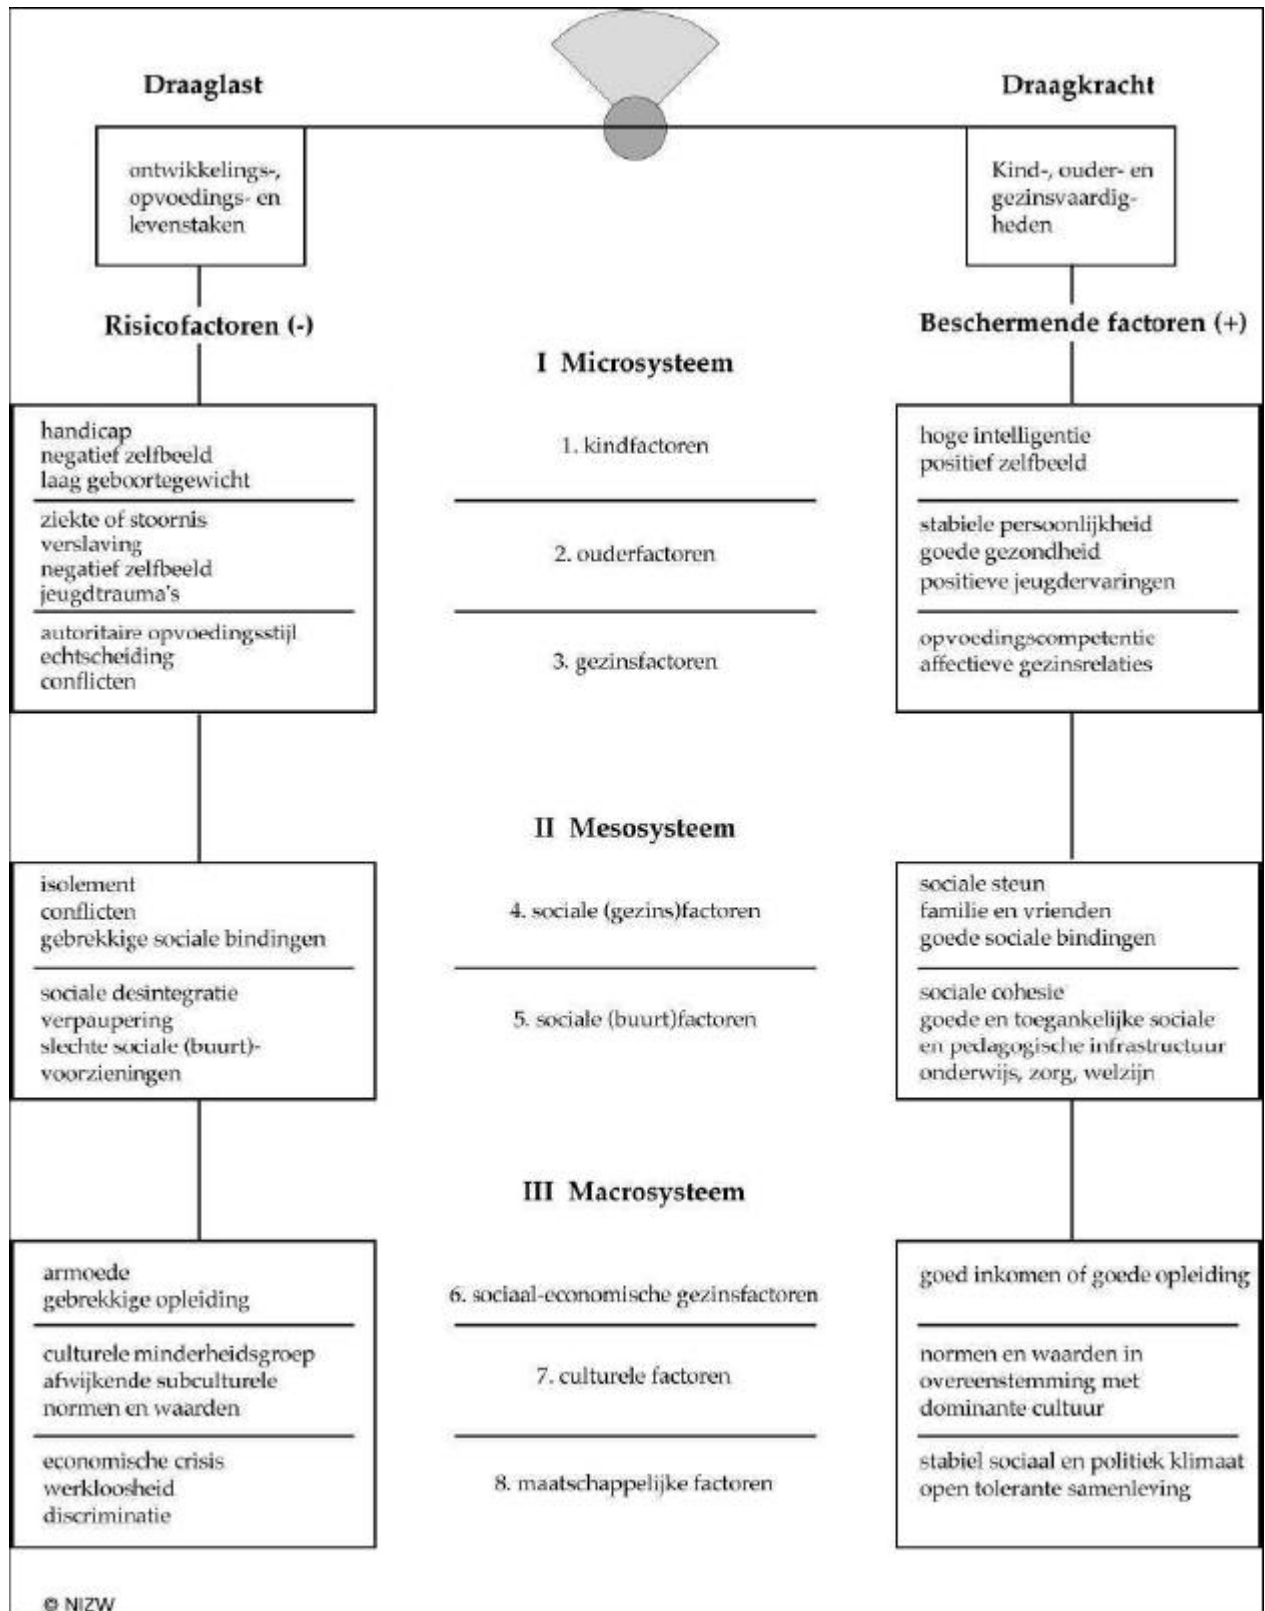 Draaglast
Draagkracht
ontwikkelings-,
opvoedings- en
levenstaken
Kind-, ouder- en
gezinsvaardig-
heden
Risicofactoren (-)
Beschermende factoren (+)
I Microsysteem
handicap
negatief zelfbeeld
laag geboortegewicht
1. kindfactoren
hoge intelligentie
positief zelfbeeld
ziekte of stoornis
verslaving
negatief zelfbeeld
jeugdtrauma's
2. ouderfactoren
stabiele persoonlijkheid
goede gezondheid
positieve jeugdervaringen
autoritaire opvoedingsstijl
echtscheiding
conflicten
3. gezinsfactoren
opvoedingscompetentie
affectieve gezinsrelaties
II Mesosysteem
isolement
conflicten
gebrekkige sociale bindingen
4. sociale (gezins)factoren
sociale steun
familie en vrienden
goede sociale bindingen
sociale desintegratie
verpaupering
slechte sociale (buurt)-
voorzieningen
5. sociale (buurt)factoren
sociale cohesie
goede en toegankelijke sociale
en pedagogische infrastructuur
onderwijs, zorg, welzijn
III Macrosysteem
armoede
gebrekkige opleiding
6. sociaal-economische gezinsfactoren
goed inkomen of goede opleiding
culturele minderheidsgroep
afwijkende subculturele
normen en waarden
7. culturele factoren
normen en waarden in
overeenstemming met
dominante cultuur
economische crisis
werkloosheid
discriminatie
8. maatschappelijke factoren
stabiel sociaal en politiek klimaat
open tolerante samenleving
© NIZW